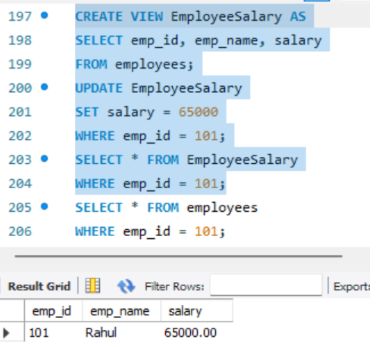 197 CREATE VIEW EmployeeSalary AS
198 SELECT emp_id, emp_name, salary
199 FROM employees;
200 UPDATE EmployeeSalary
201 SET salary = 65000
202 WHERE emp_id = 101;
203 SELECT * FROM EmployeeSalary
204 WHERE emp_id = 101;
205 SELECT * FROM employees
206 WHERE emp_id = 101;
Result Grid Filter Rows: Export:
emp_id emp_name salary
101 Rahul 65000.00